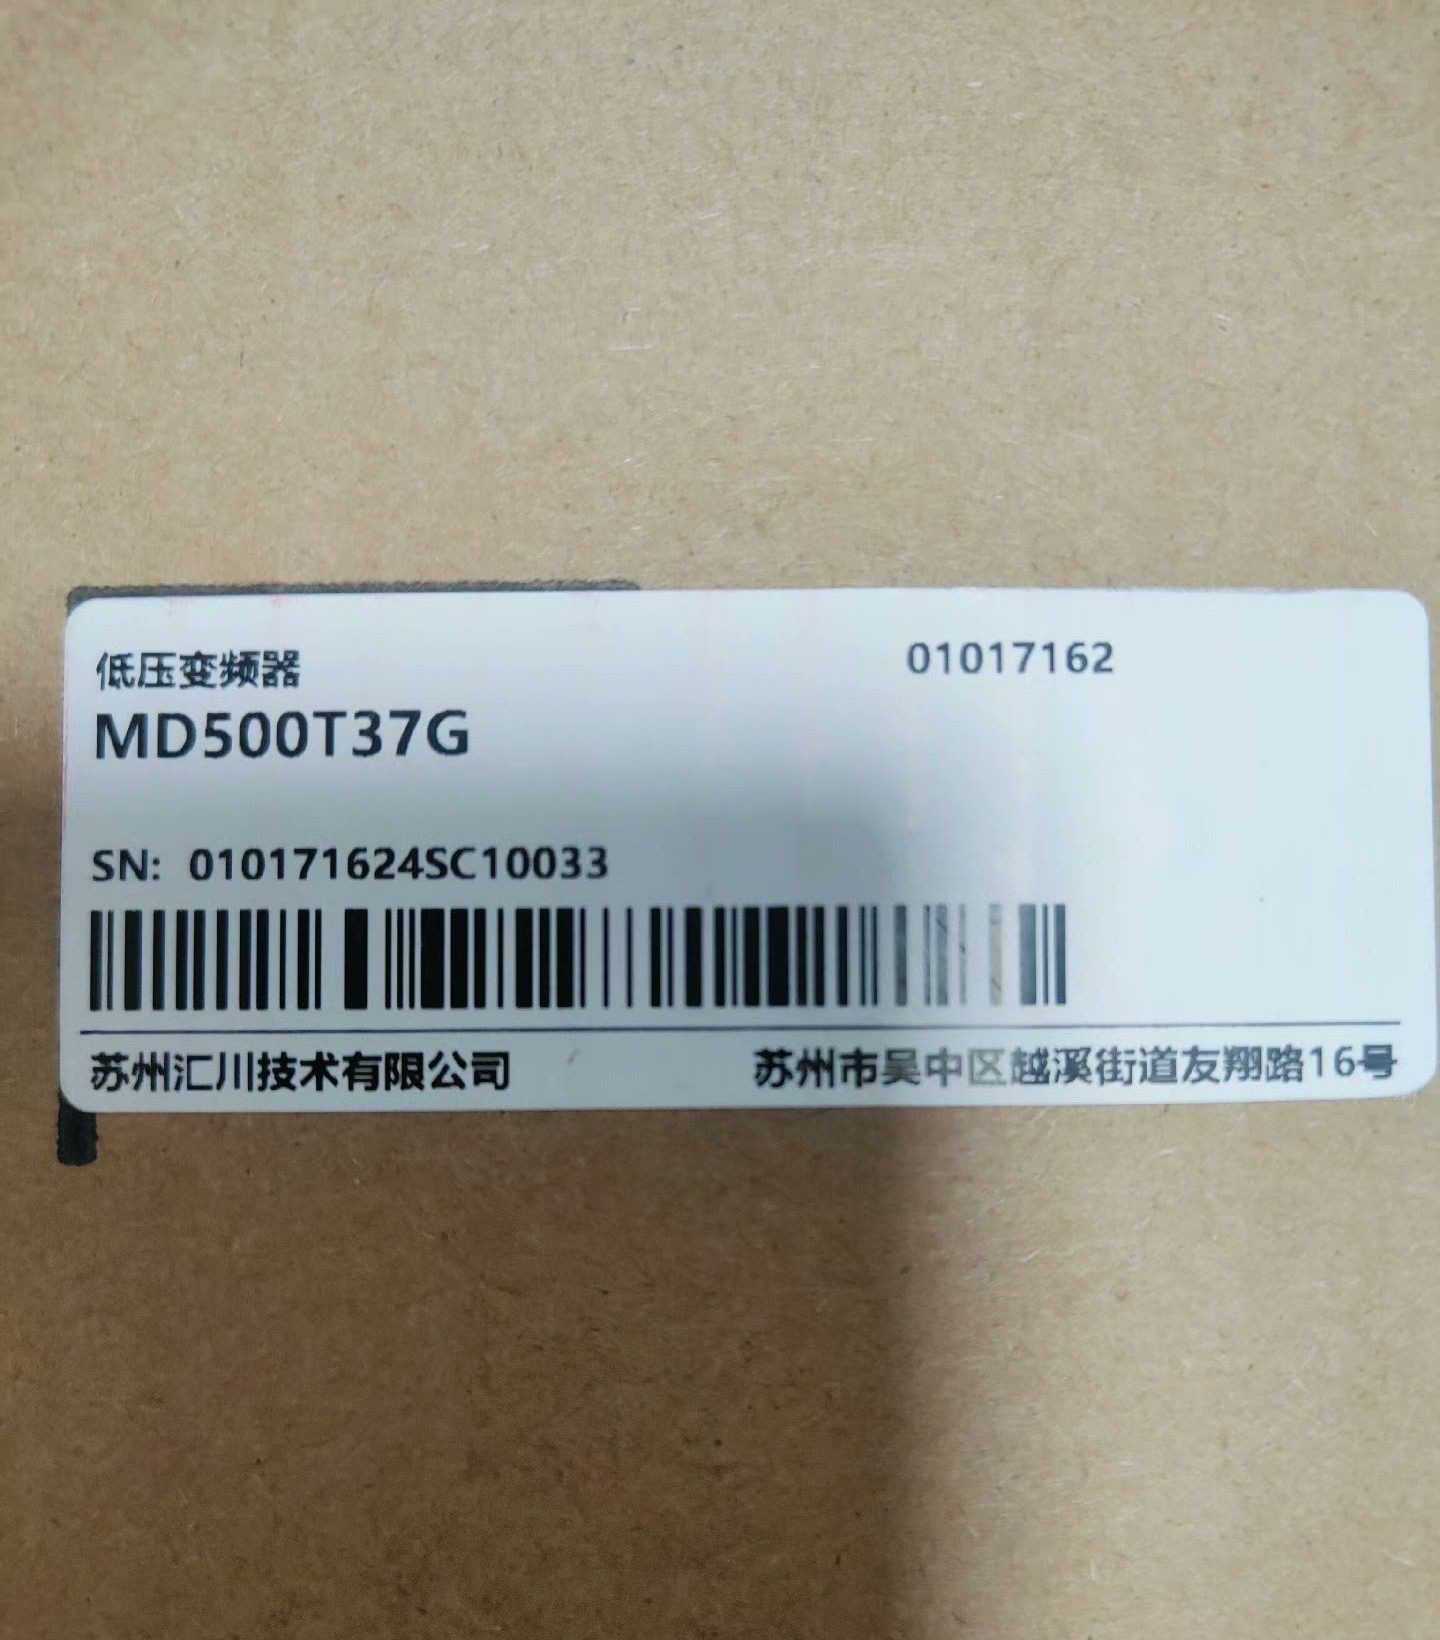 低压变频器
01017162
MD500T37G
SN: 010171624SC10033
苏州汇川技术有限公司
苏州市吴中区越溪街道友翔路16号